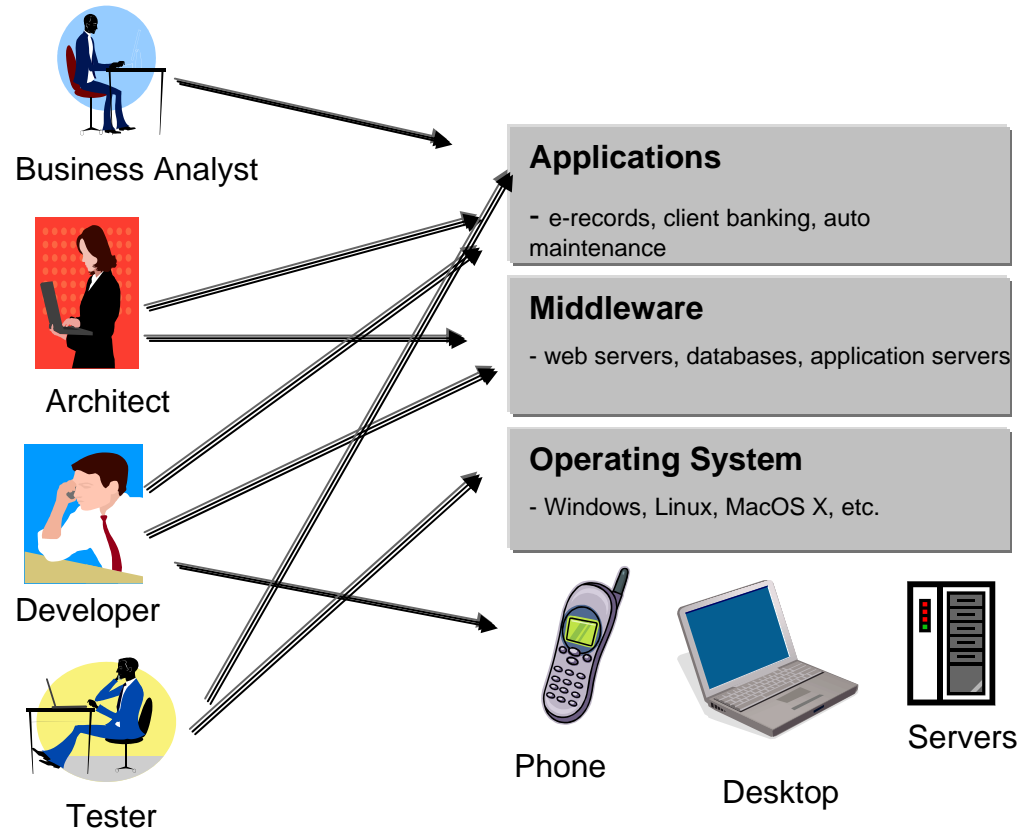 Business Analyst
Architect
Developer
Tester
Applications
- e-records, client banking, auto
maintenance
Middleware
- web servers, databases, application servers
Operating System
- Windows, Linux, MacOS X, etc.
Phone
Desktop
Servers